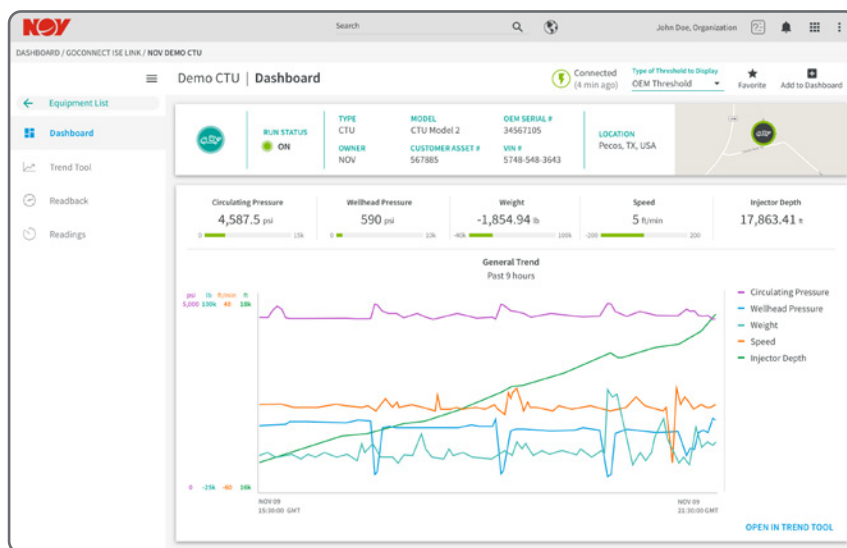 NOV
Search
John Doe, Organization
DASHBOARD / GOCONNECT ISE LINK / NOV DEMO CTU
Demo CTU | Dashboard
Connected
(4 min ago)
Type of Threshold to Display
OEM Threshold
Favorite
Add to Dashboard
Equipment List
Dashboard
Trend Tool
Readback
Readings
RUN STATUS
ON
TYPE
CTU
MODEL
CTU Model 2
OEM SERIAL #
34567105
OWNER
NOV
CUSTOMER ASSET #
567885
VIN #
5748-548-3643
LOCATION
Pecos, TX, USA
Circulating Pressure
4,587.5 psi
0 15k
Wellhead Pressure
590 psi
0 10k
Weight
-1,854.94 lb
-40k 100k
Speed
5 ft/min
-200 200
Injector Depth
17,863.41 ft
General Trend
Past 9 hours
psi lb ft/min ft
5,000 100k 40 18k
0 -25k -60 16k
NOV 09
15:30:00 GMT
NOV 09
21:30:00 GMT
Circulating Pressure
Wellhead Pressure
Weight
Speed
Injector Depth
OPEN IN TREND TOOL